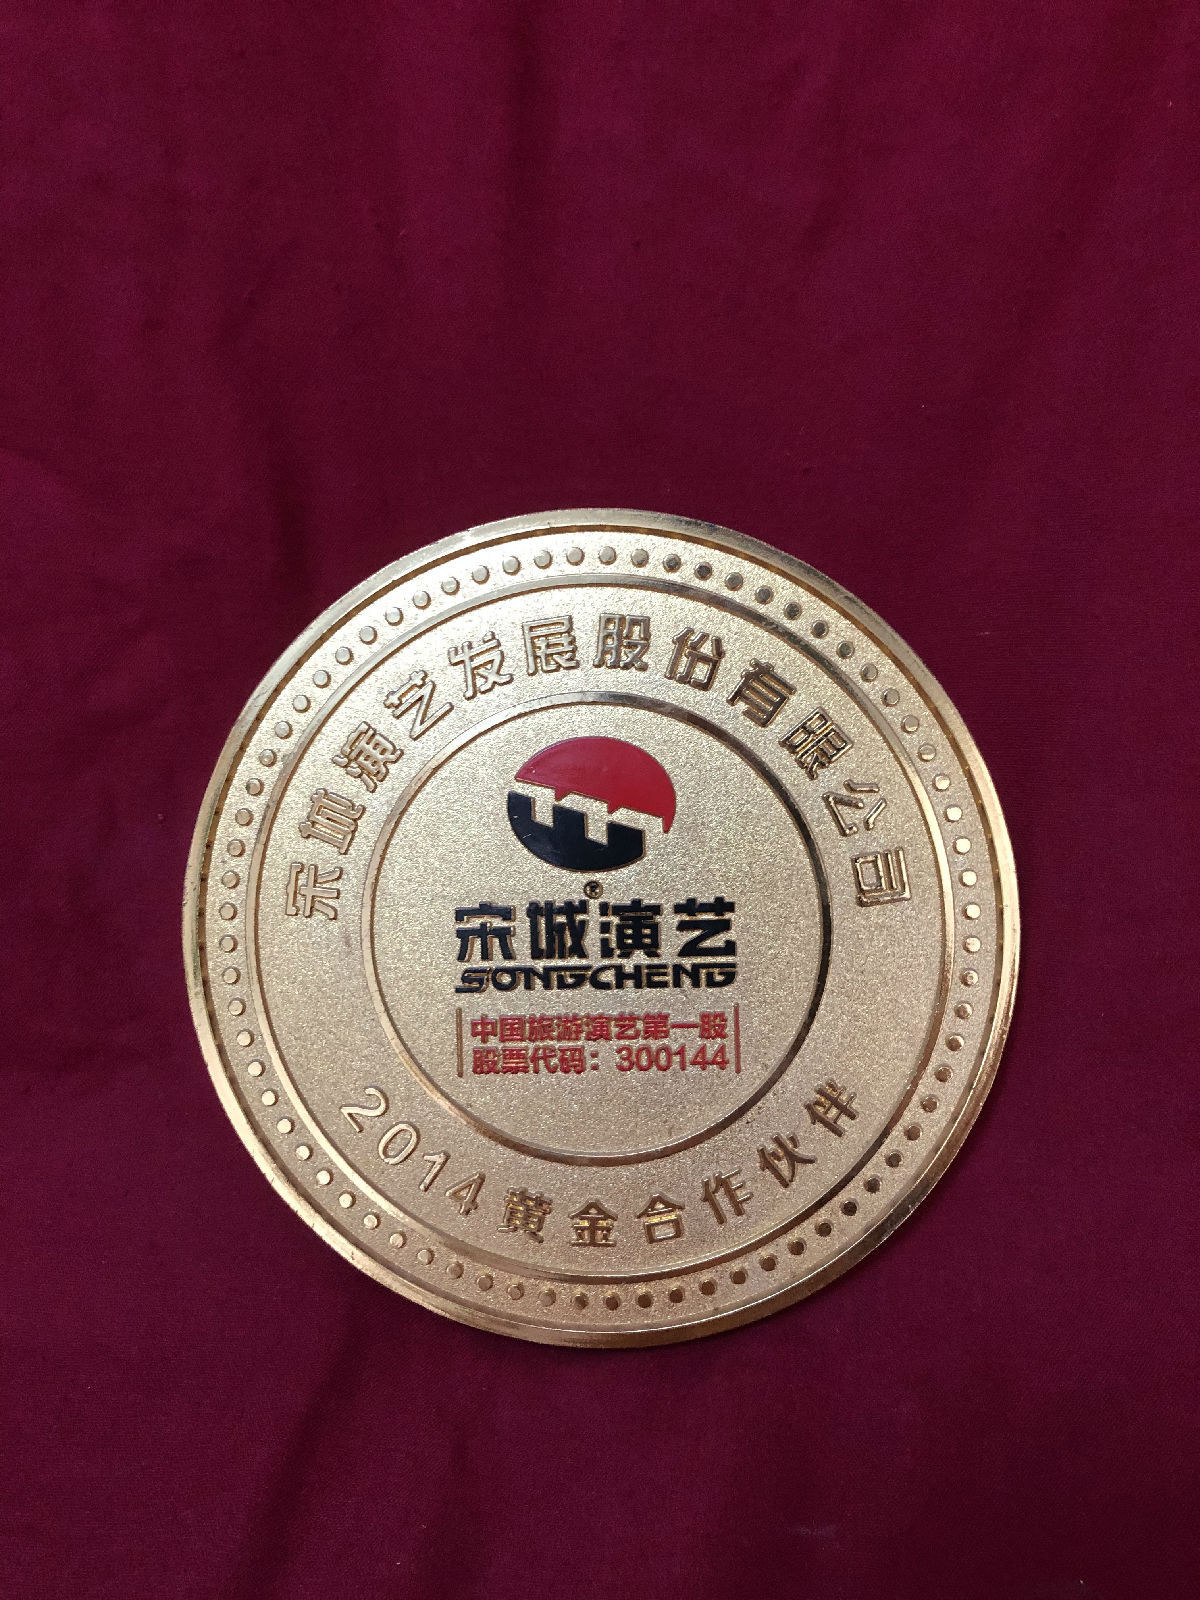 宋城演艺发展股份有限公司
®
宋城演艺
SONGCHENG
中国旅游演艺第一股
股票代码：300144
2014黄金合作伙伴